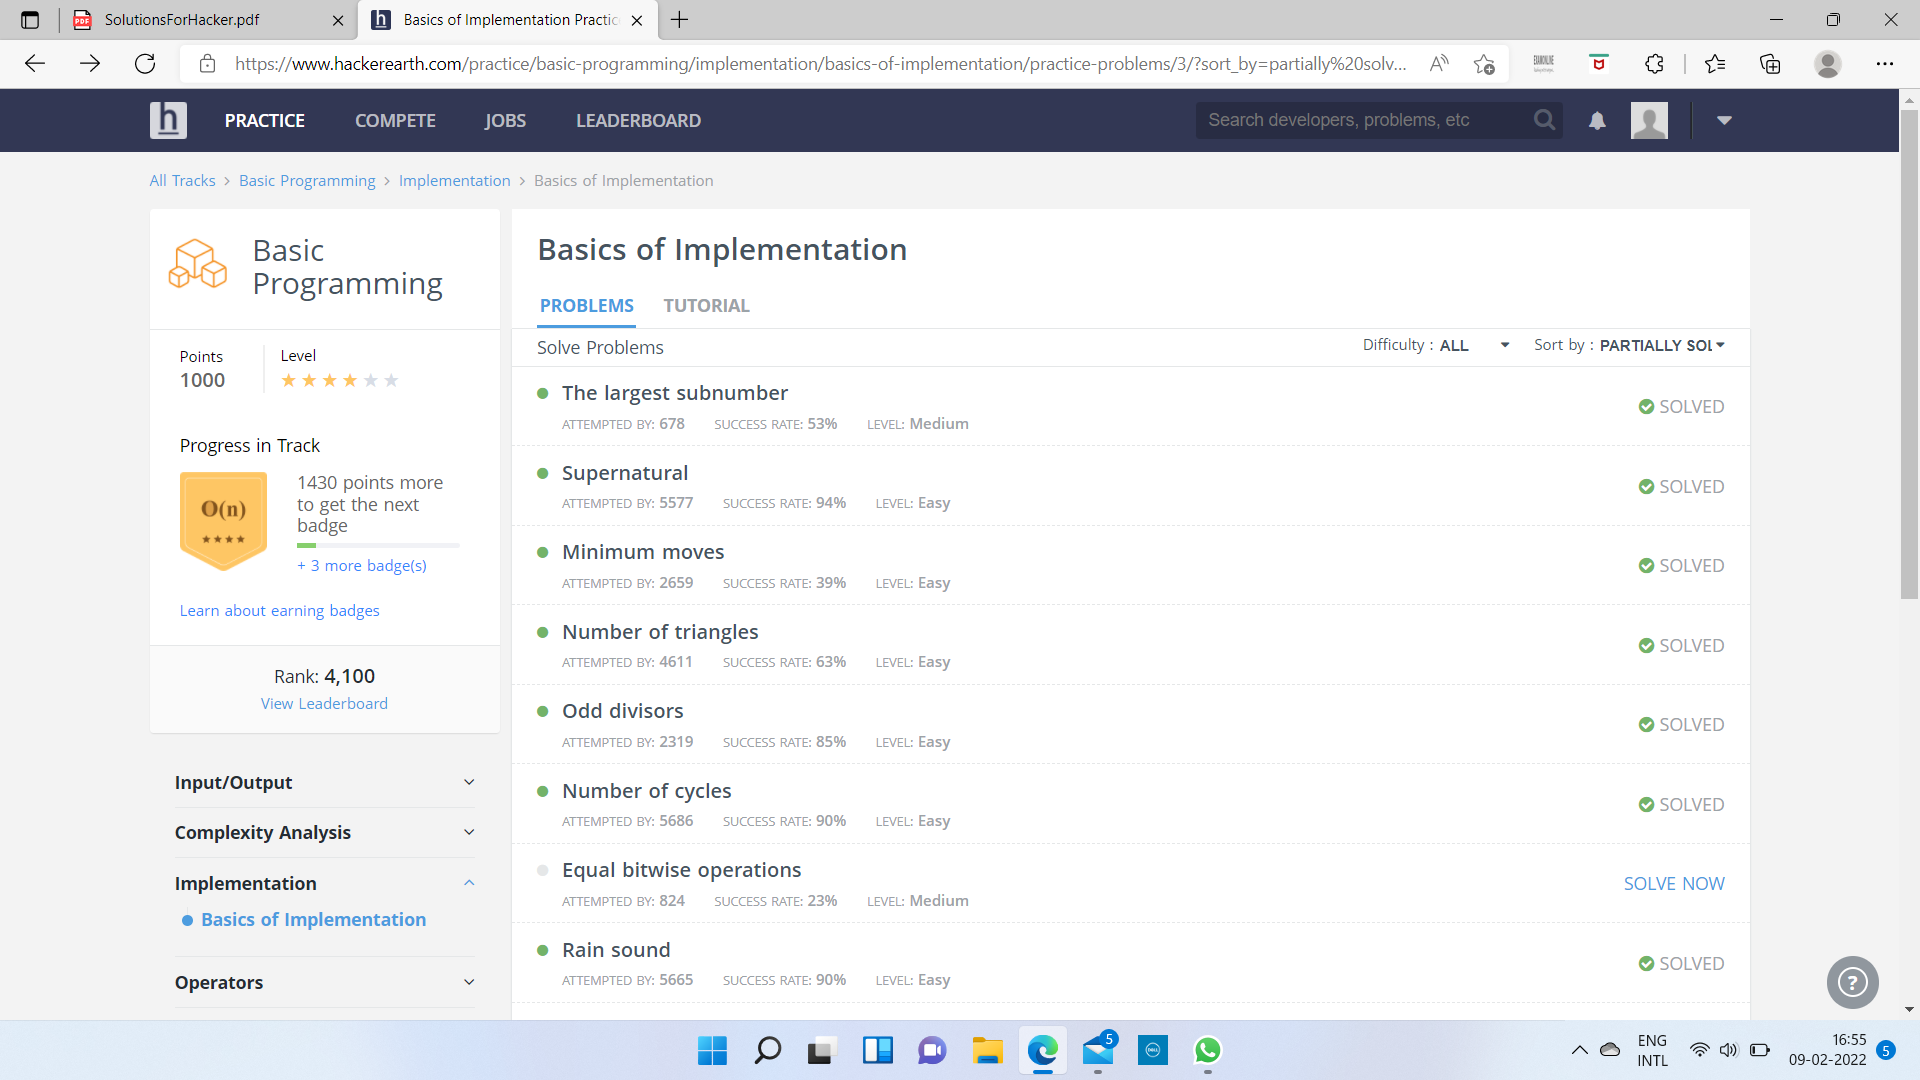 SolutionsForHacker.pdf
Basics of Implementation Practic
https://www.hackerearth.com/practice/basic-programming/implementation/basics-of-implementation/practice-problems/3/?sort_by=partially%20solv...
h PRACTICE COMPETE JOBS LEADERBOARD Search developers, problems, etc
All Tracks > Basic Programming > Implementation > Basics of Implementation
Basic
Programming
Points
1000
Level
Progress in Track
O(n)
1430 points more
to get the next
badge
+ 3 more badge(s)
Learn about earning badges
Rank: 4,100
View Leaderboard
Input/Output
Complexity Analysis
Implementation
Basics of Implementation
Operators
Basics of Implementation
PROBLEMS TUTORIAL
Solve Problems Difficulty : ALL Sort by : PARTIALLY SOL
The largest subnumber
ATTEMPTED BY: 678 SUCCESS RATE: 53% LEVEL: Medium
SOLVED
Supernatural
ATTEMPTED BY: 5577 SUCCESS RATE: 94% LEVEL: Easy
SOLVED
Minimum moves
ATTEMPTED BY: 2659 SUCCESS RATE: 39% LEVEL: Easy
SOLVED
Number of triangles
ATTEMPTED BY: 4611 SUCCESS RATE: 63% LEVEL: Easy
SOLVED
Odd divisors
ATTEMPTED BY: 2319 SUCCESS RATE: 85% LEVEL: Easy
SOLVED
Number of cycles
ATTEMPTED BY: 5686 SUCCESS RATE: 90% LEVEL: Easy
SOLVED
Equal bitwise operations
ATTEMPTED BY: 824 SUCCESS RATE: 23% LEVEL: Medium
SOLVE NOW
Rain sound
ATTEMPTED BY: 5665 SUCCESS RATE: 90% LEVEL: Easy
SOLVED
?
5
ENG
INTL
16:55
09-02-2022
5